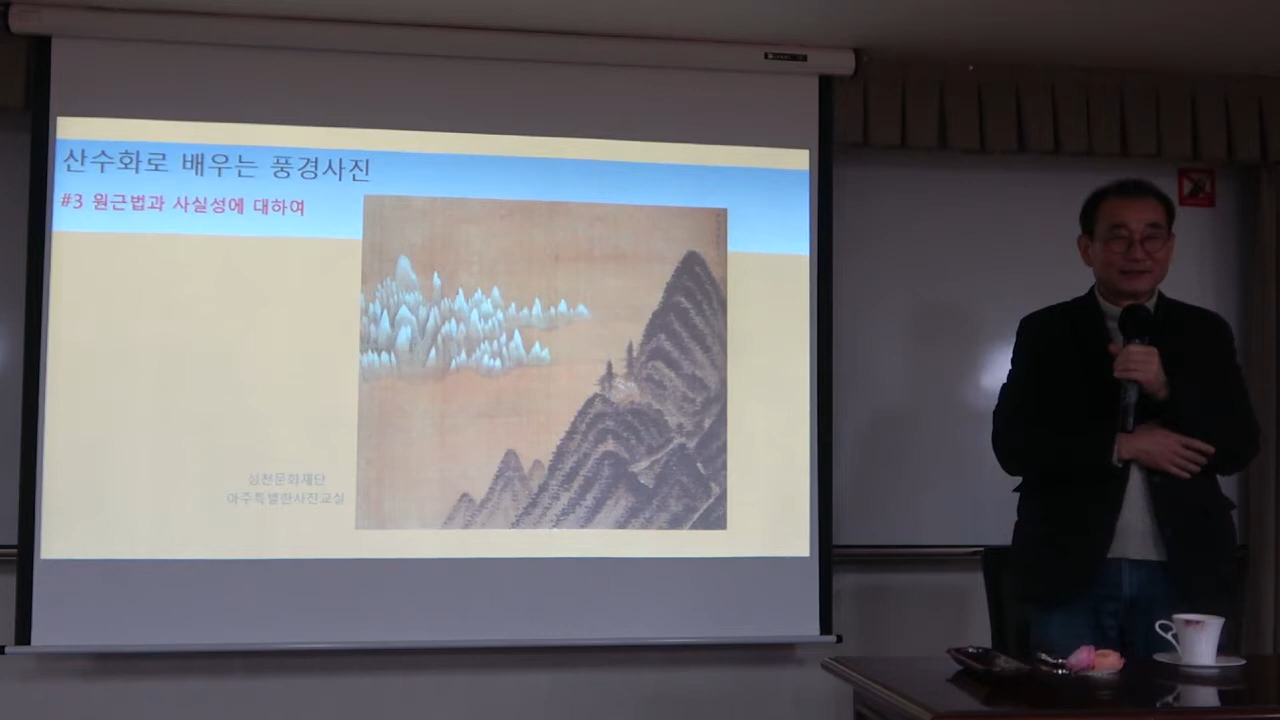 산수화로 배우는 풍경사진
#3 원근법과 사실성에 대하여
성천문화재단
아주특별한사진교실